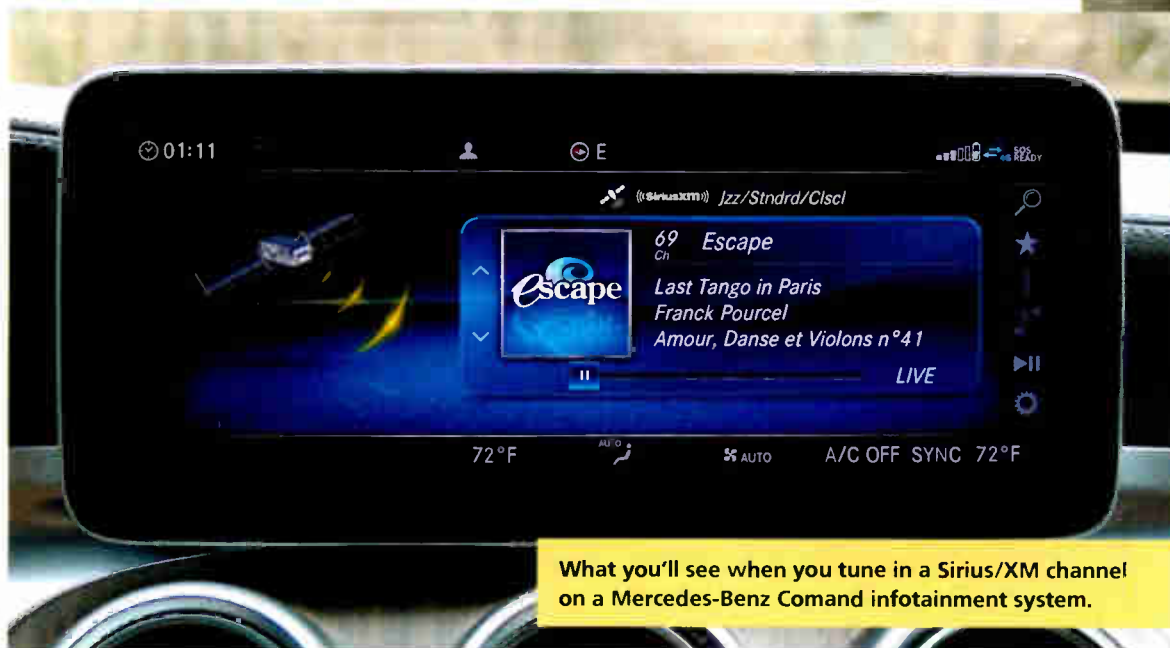 01:11
E
4G SOS
READY
((SiriusXM)) Jzz/Stndrd/Clscl
69 Escape
Ch
escape
Last Tango in Paris
Franck Pourcel
Amour, Danse et Violons n°41
LIVE
72°F
AUTO
AUTO
A/C OFF SYNC 72°F
What you'll see when you tune in a Sirius/XM channel
on a Mercedes-Benz Comand infotainment system.